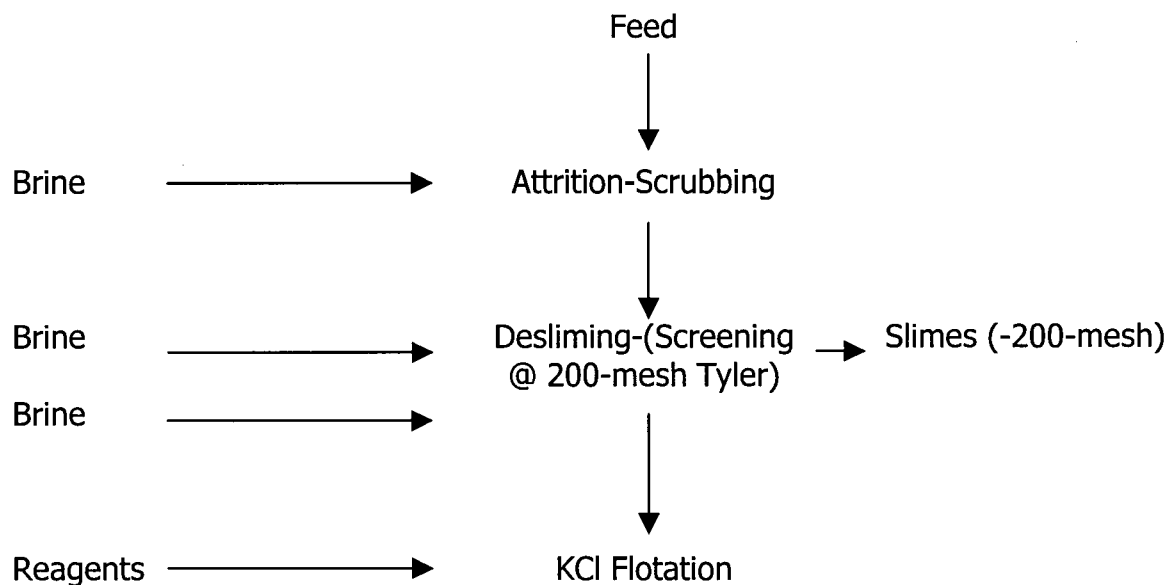 Feed
Brine
Attrition-Scrubbing
Brine
Desliming-(Screening
@ 200-mesh Tyler)
Slimes (-200-mesh)
Brine
Reagents
KCl Flotation